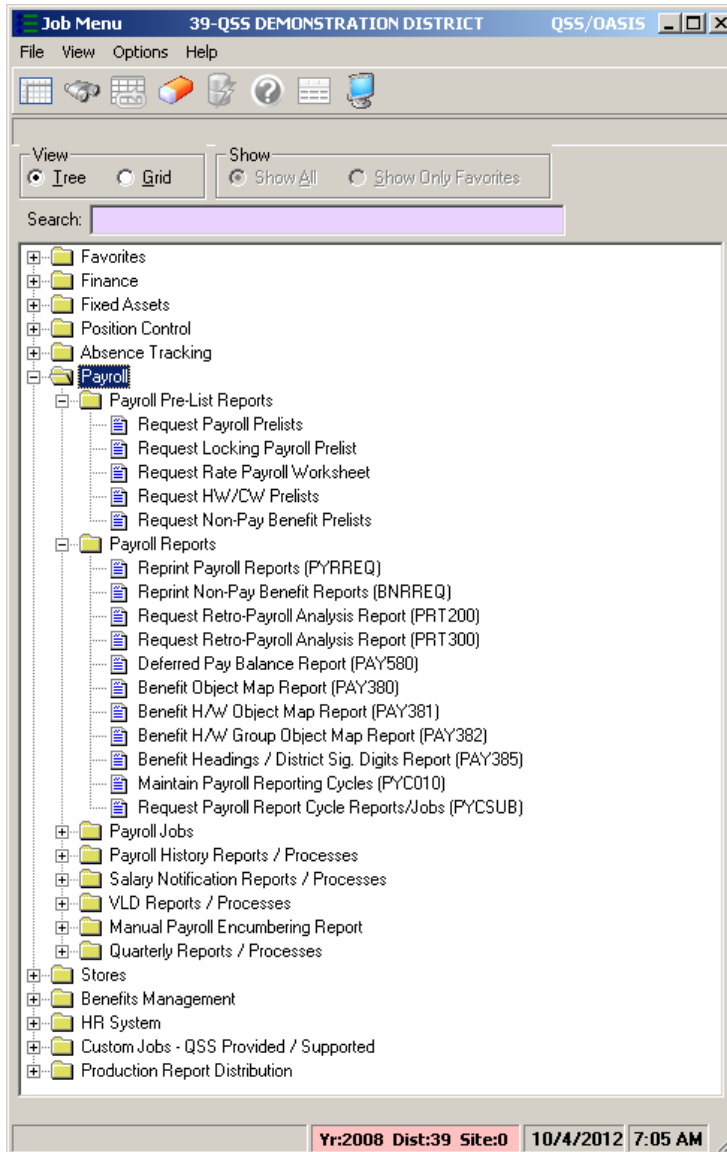 Job Menu 39-QSS DEMONSTRATION DISTRICT QSS/OASIS
File View Options Help
View Show
Tree Grid Show All Show Only Favorites
Search:
Favorites
Finance
Fixed Assets
Position Control
Absence Tracking
Payroll
Payroll Pre-List Reports
Request Payroll Prelists
Request Locking Payroll Prelist
Request Rate Payroll Worksheet
Request HW/CW Prelists
Request Non-Pay Benefit Prelists
Payroll Reports
Reprint Payroll Reports (PYRREQ)
Reprint Non-Pay Benefit Reports (BNRREQ)
Request Retro-Payroll Analysis Report (PRT200)
Request Retro-Payroll Analysis Report (PRT300)
Deferred Pay Balance Report (PAY580)
Benefit Object Map Report (PAY380)
Benefit H/W Object Map Report (PAY381)
Benefit H/W Group Object Map Report (PAY382)
Benefit Headings / District Sig. Digits Report (PAY385)
Maintain Payroll Reporting Cycles (PYC010)
Request Payroll Report Cycle Reports/Jobs (PYCSUB)
Payroll Jobs
Payroll History Reports / Processes
Salary Notification Reports / Processes
VLD Reports / Processes
Manual Payroll Encumbering Report
Quarterly Reports / Processes
Stores
Benefits Management
HR System
Custom Jobs - QSS Provided / Supported
Production Report Distribution
Yr:2008 Dist:39 Site:0 10/4/2012 7:05 AM